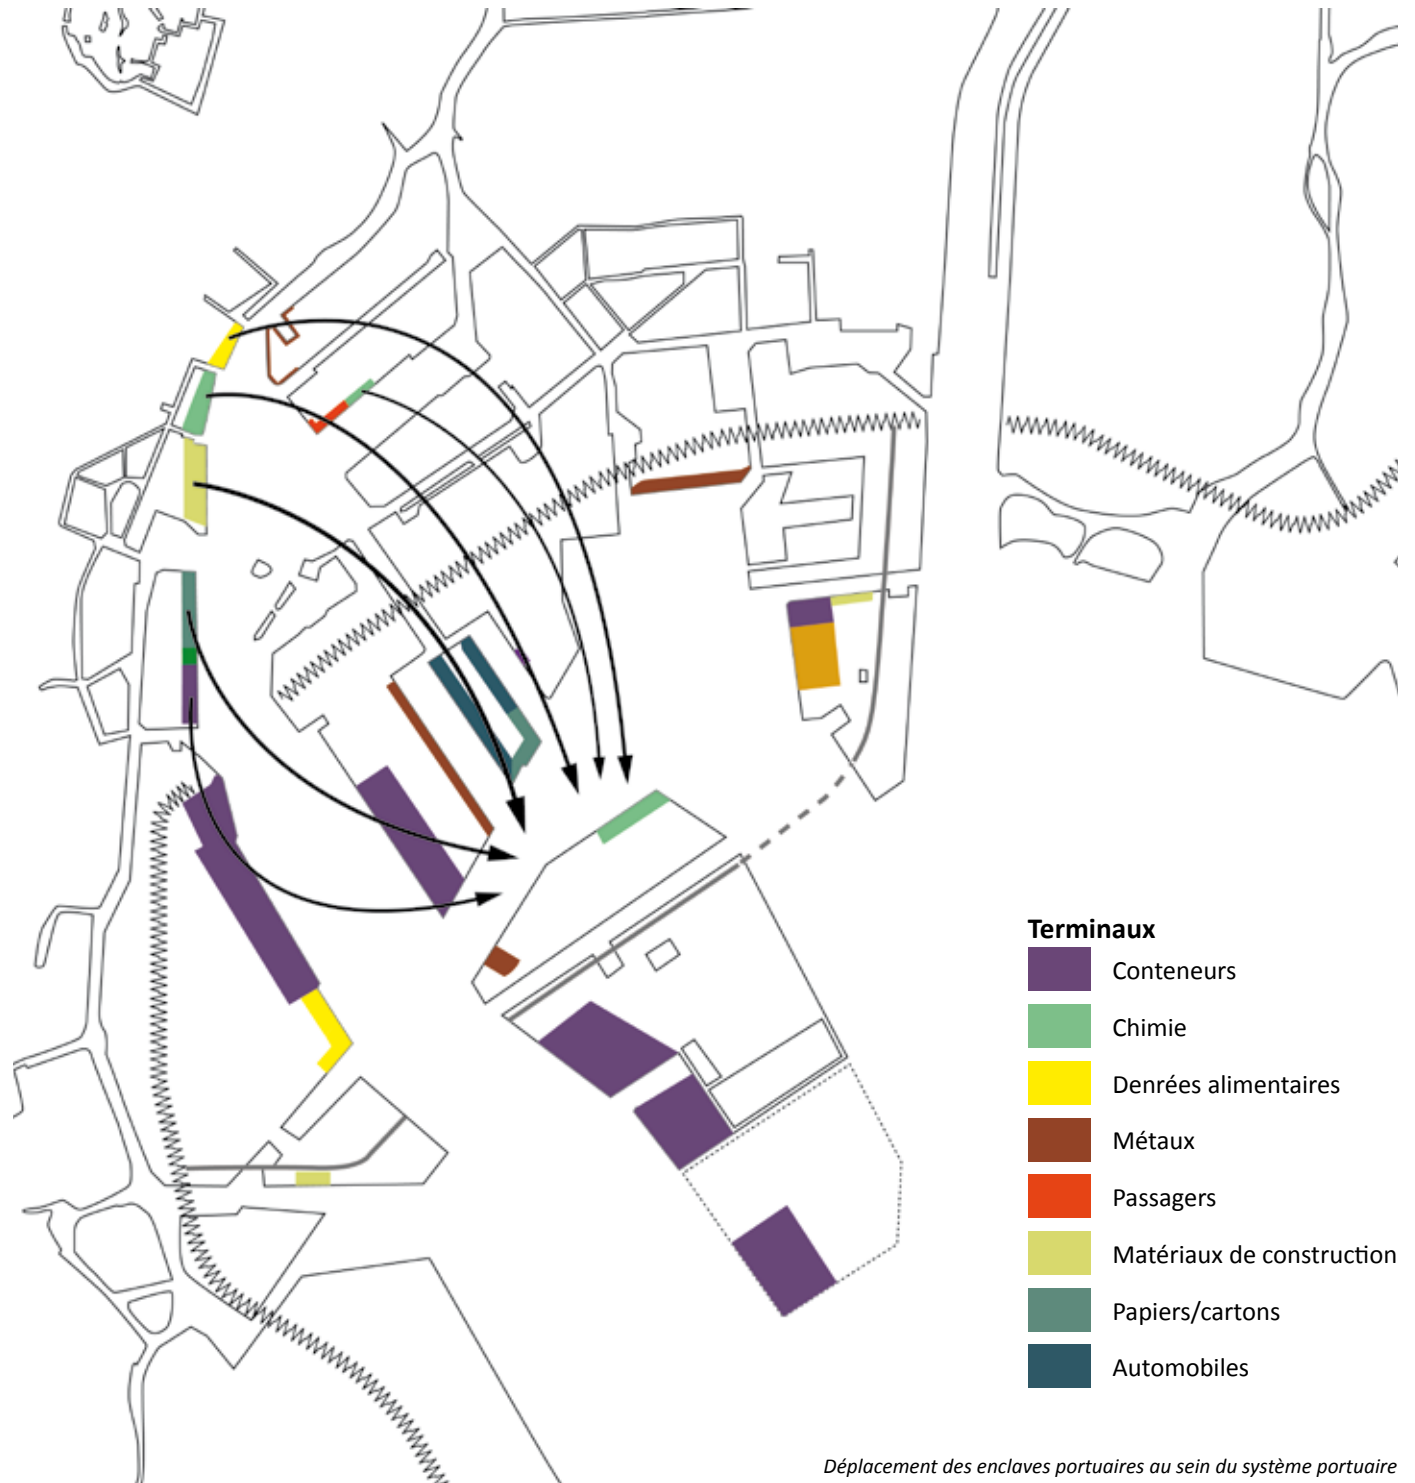 Terminaux
Conteneurs
Chimie
Denrées alimentaires
Métaux
Passagers
Matériaux de construction
Papiers/cartons
Automobiles
Déplacement des enclaves portuaires au sein du système portuaire